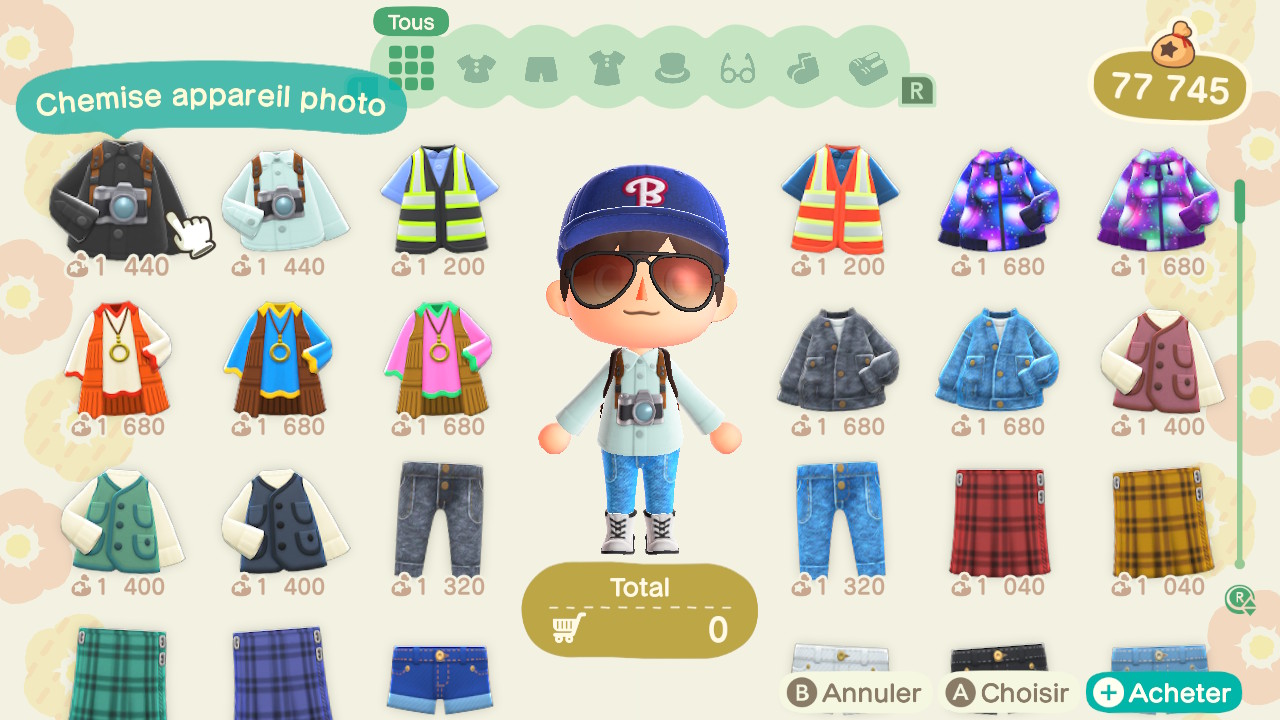 Tous
L
R
Chemise appareil photo
77 745
1 440
1 440
1 200
1 200
1 680
1 680
B
1 680
1 680
1 680
1 680
1 680
1 400
1 400
1 400
1 320
1 320
1 040
1 040
Total
0
R
B Annuler
A Choisir
+ Acheter